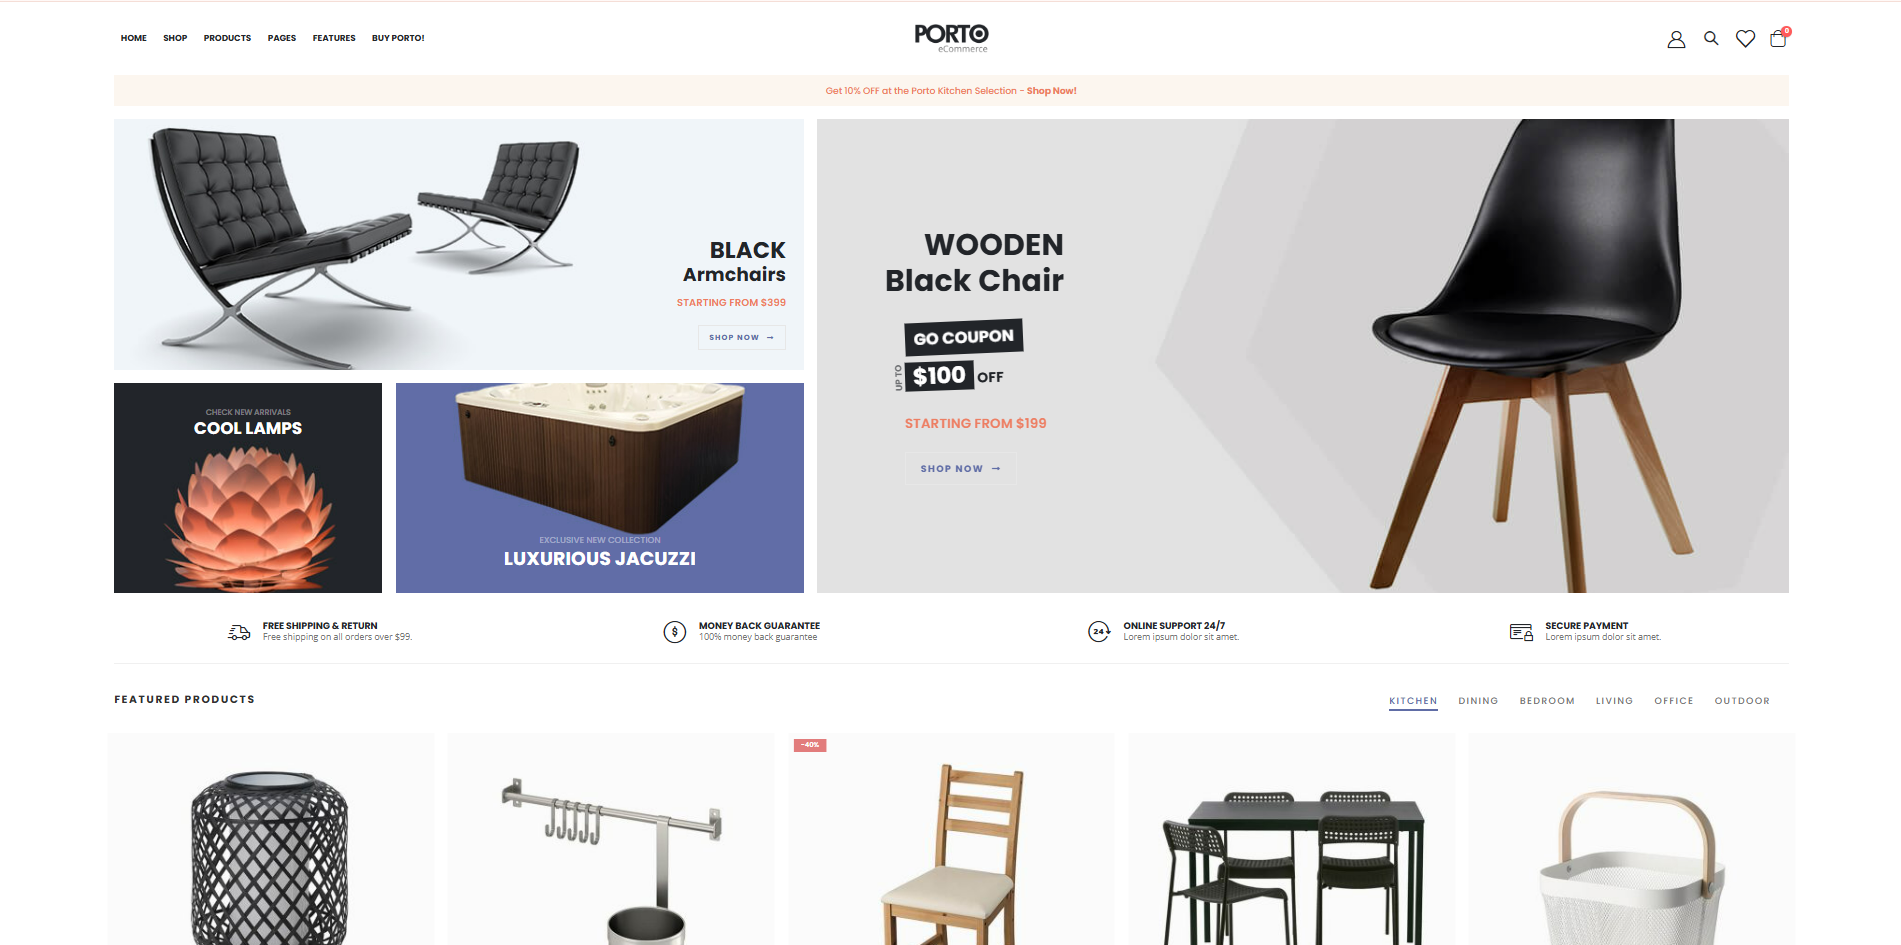 HOME SHOP PRODUCTS PAGES FEATURES BUY PORTO!
PORTO
eCommerce
0
Get 10% OFF at the Porto Kitchen Selection - Shop Now!
BLACK
Armchairs
STARTING FROM $399
SHOP NOW →
WOODEN
Black Chair
GO COUPON
UP TO $100 OFF
STARTING FROM $199
SHOP NOW →
CHECK NEW ARRIVALS
COOL LAMPS
EXCLUSIVE NEW COLLECTION
LUXURIOUS JACUZZI
FREE SHIPPING & RETURN
Free shipping on all orders over $99.
$
MONEY BACK GUARANTEE
100% money back guarantee
24
ONLINE SUPPORT 24/7
Lorem ipsum dolor sit amet.
SECURE PAYMENT
Lorem ipsum dolor sit amet.
FEATURED PRODUCTS
KITCHEN DINING BEDROOM LIVING OFFICE OUTDOOR
-40%